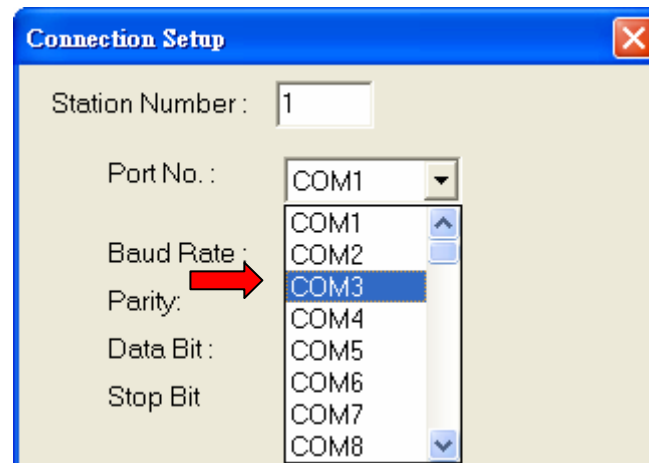 Connection Setup
Station Number : 1
Port No. : COM1
COM1
Baud Rate : COM2
COM3
Parity:
COM4
Data Bit : COM5
COM6
Stop Bit
COM7
COM8